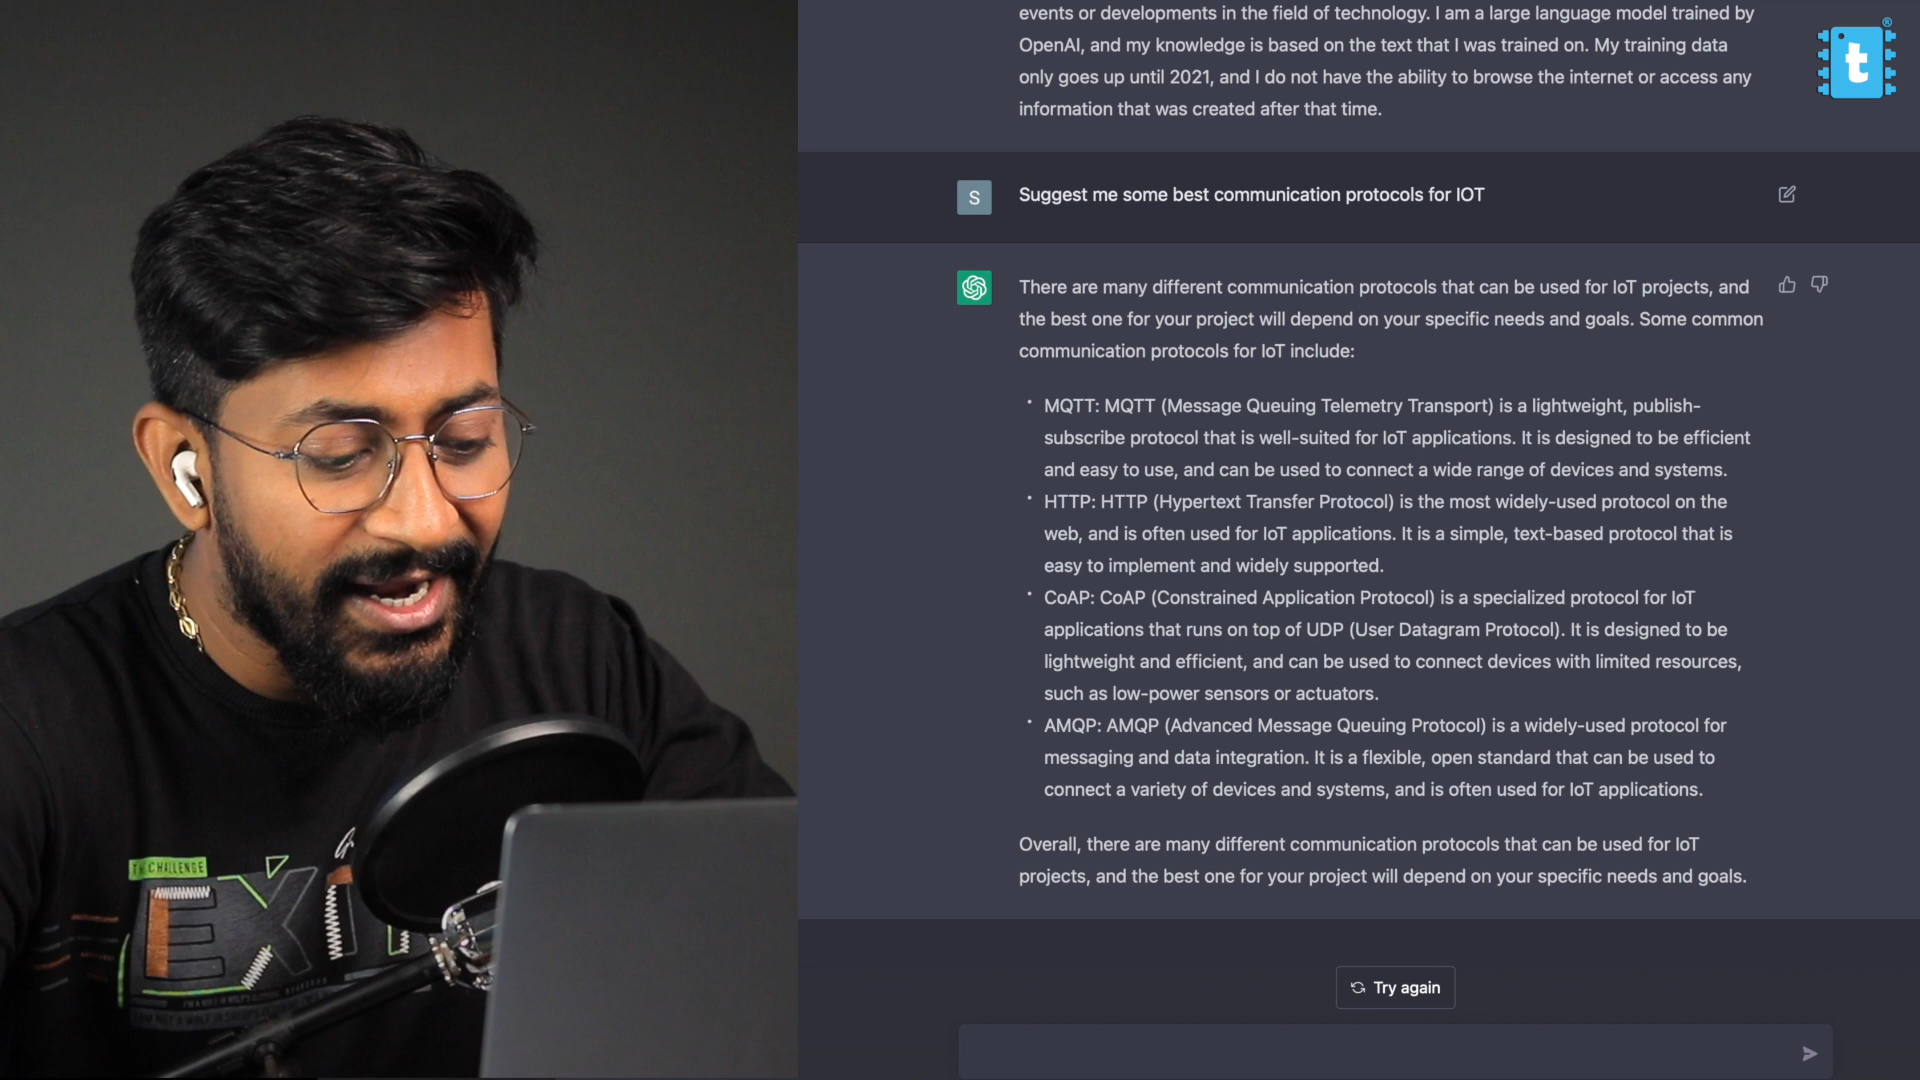 events or developments in the field of technology. I am a large language model trained by
OpenAI, and my knowledge is based on the text that I was trained on. My training data
only goes up until 2021, and I do not have the ability to browse the internet or access any
information that was created after that time.
t
®
S
Suggest me some best communication protocols for IOT
There are many different communication protocols that can be used for IoT projects, and
the best one for your project will depend on your specific needs and goals. Some common
communication protocols for IoT include:
• MQTT: MQTT (Message Queuing Telemetry Transport) is a lightweight, publish-
subscribe protocol that is well-suited for IoT applications. It is designed to be efficient
and easy to use, and can be used to connect a wide range of devices and systems.
• HTTP: HTTP (Hypertext Transfer Protocol) is the most widely-used protocol on the
web, and is often used for IoT applications. It is a simple, text-based protocol that is
easy to implement and widely supported.
• CoAP: CoAP (Constrained Application Protocol) is a specialized protocol for IoT
applications that runs on top of UDP (User Datagram Protocol). It is designed to be
lightweight and efficient, and can be used to connect devices with limited resources,
such as low-power sensors or actuators.
• AMQP: AMQP (Advanced Message Queuing Protocol) is a widely-used protocol for
messaging and data integration. It is a flexible, open standard that can be used to
connect a variety of devices and systems, and is often used for IoT applications.
Overall, there are many different communication protocols that can be used for IoT
projects, and the best one for your project will depend on your specific needs and goals.
Try again
CHALLENGE
EXI